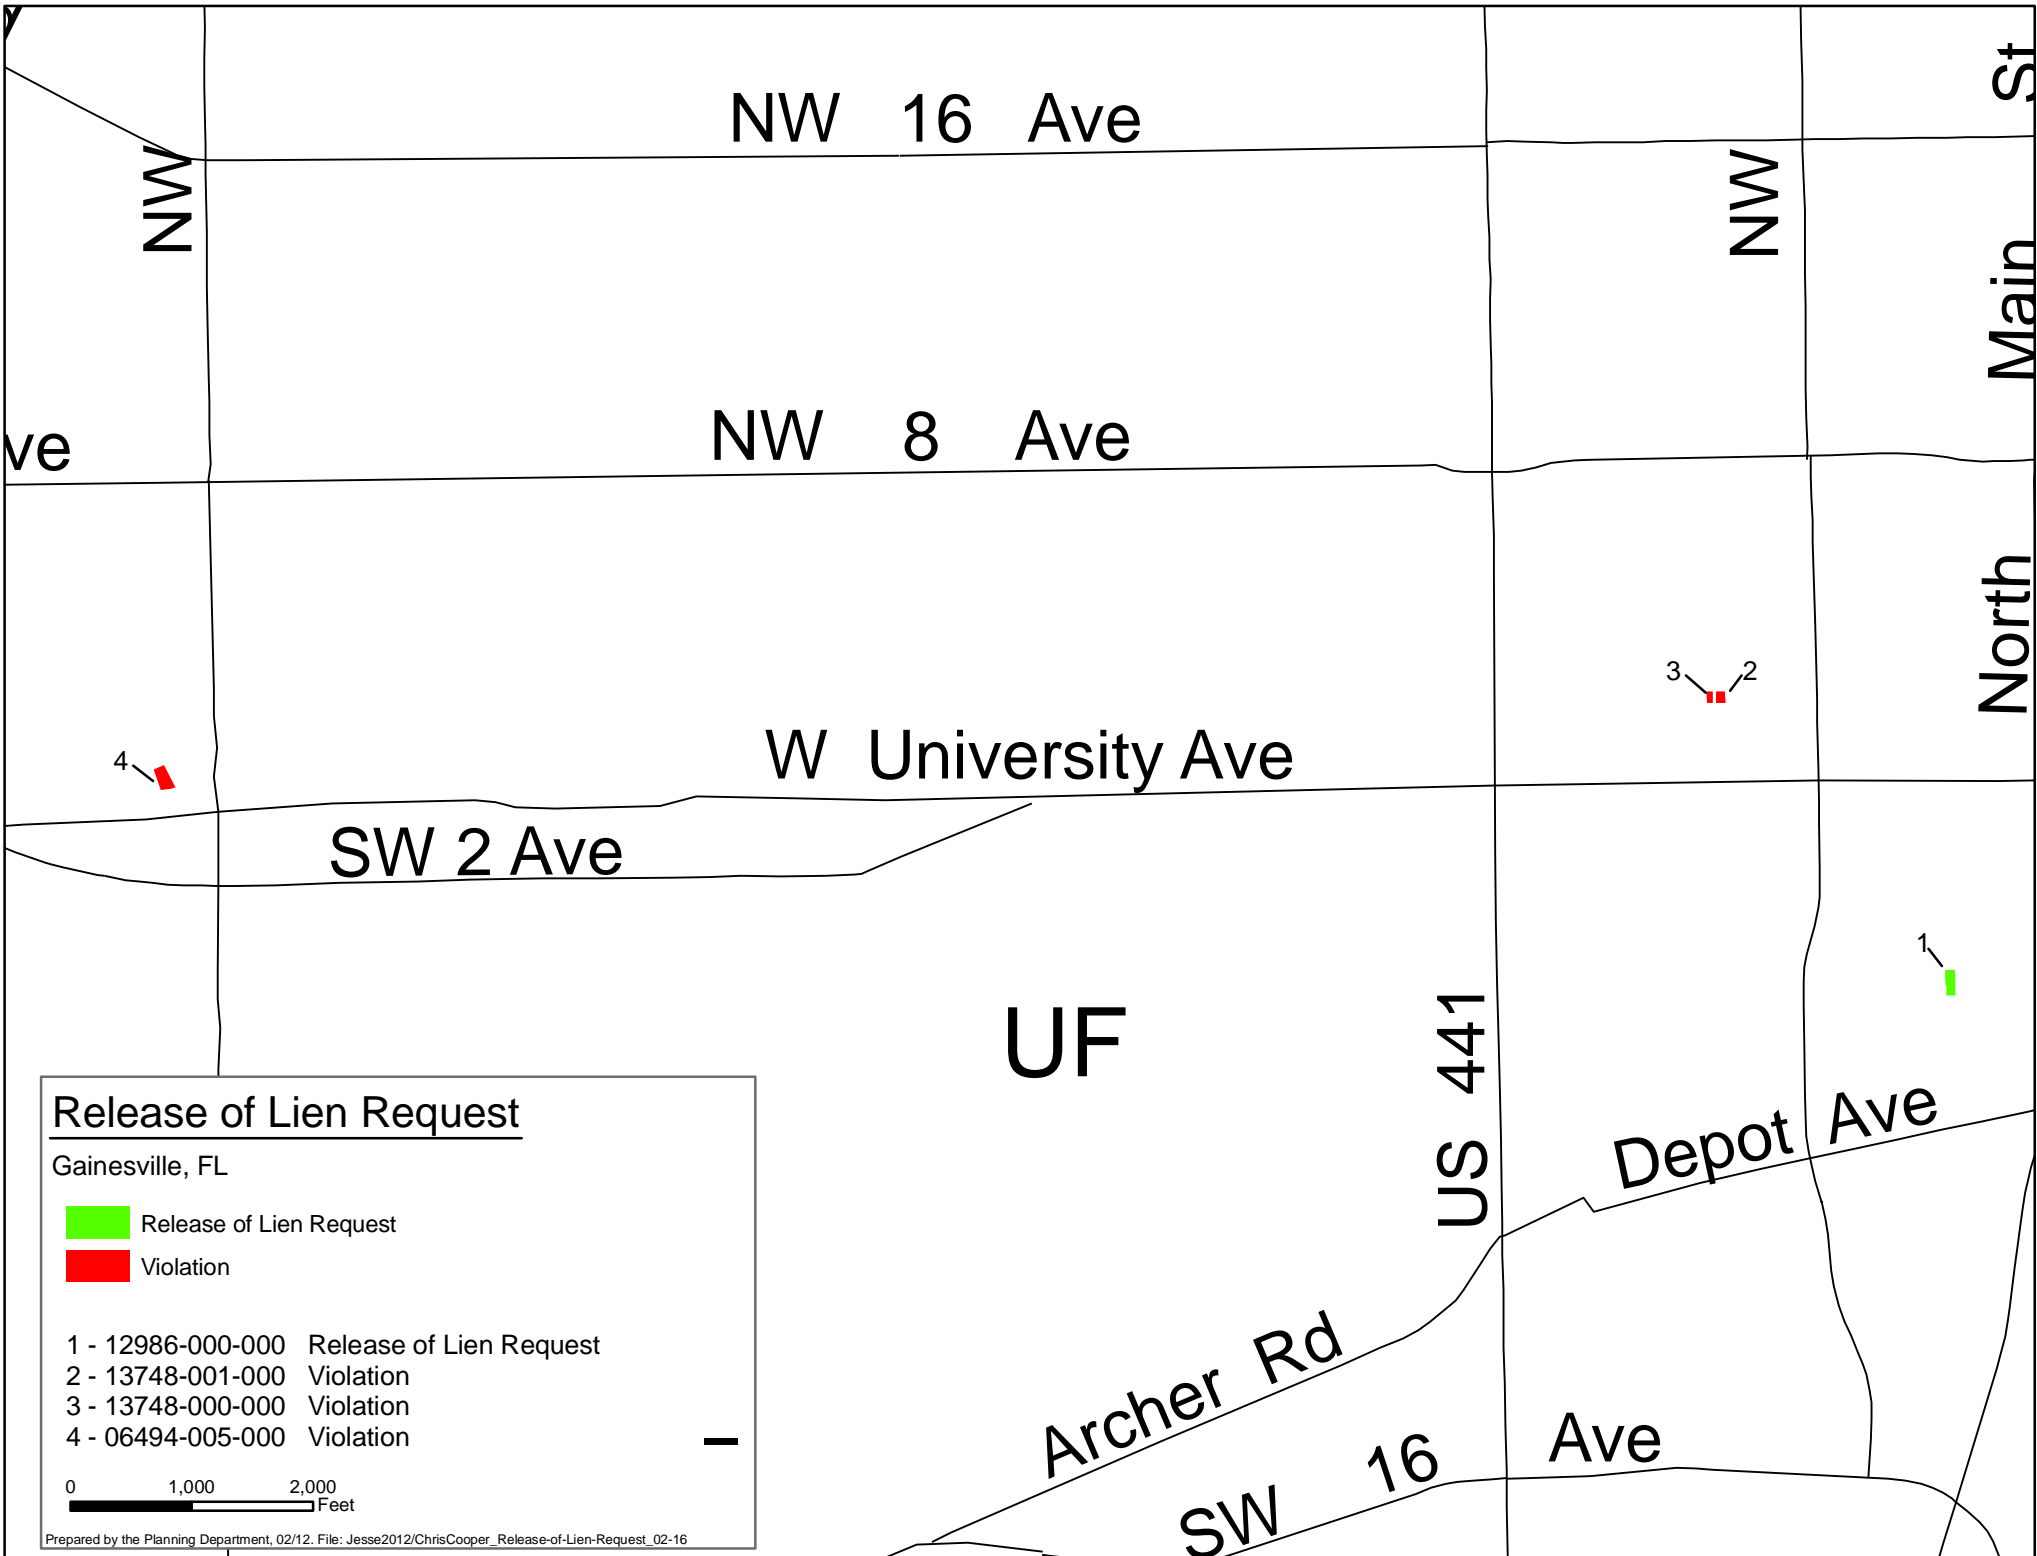 NW 16 Ave
St
NW
NW
Main
ve
NW 8 Ave
North
3
2
4
W University Ave
SW 2 Ave
1
UF
US 441
Depot Ave
Archer Rd
SW 16 Ave
Release of Lien Request
Gainesville, FL
Release of Lien Request
Violation
1 - 12986-000-000 Release of Lien Request
2 - 13748-001-000 Violation
3 - 13748-000-000 Violation
4 - 06494-005-000 Violation
0 1,000 2,000
Feet
Prepared by the Planning Department, 02/12. File: Jesse2012/ChrisCooper_Release-of-Lien-Request_02-16